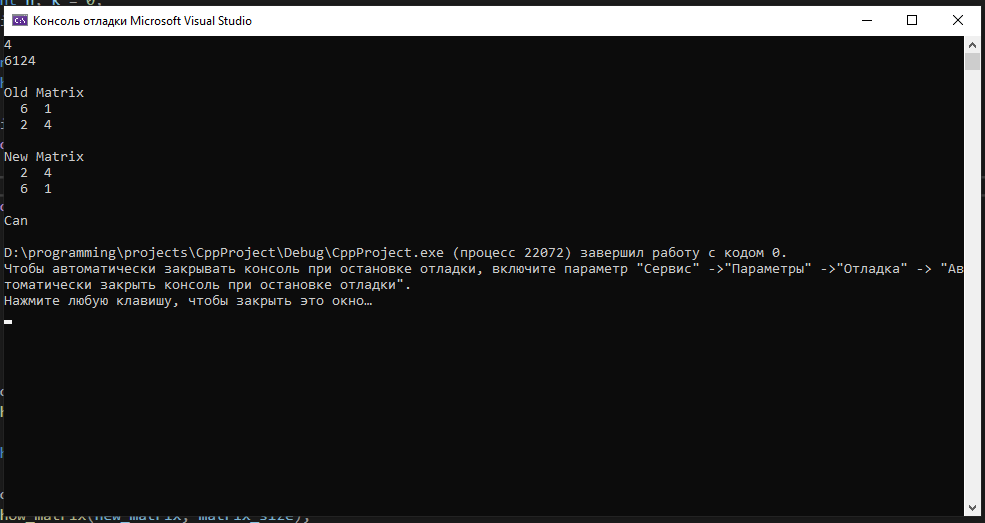 Консоль отладки Microsoft Visual Studio
4
6124
Old Matrix
6 1
2 4
New Matrix
2 4
6 1
Can
D:\programming\projects\CppProject\Debug\CppProject.exe (процесс 22072) завершил работу с кодом 0.
Чтобы автоматически закрывать консоль при остановке отладки, включите параметр "Сервис" ->"Параметры" ->"Отладка" -> "Ав
томатически закрыть консоль при остановке отладки".
Нажмите любую клавишу, чтобы закрыть это окно…
how_matrix(new_matrix, matrix_size);